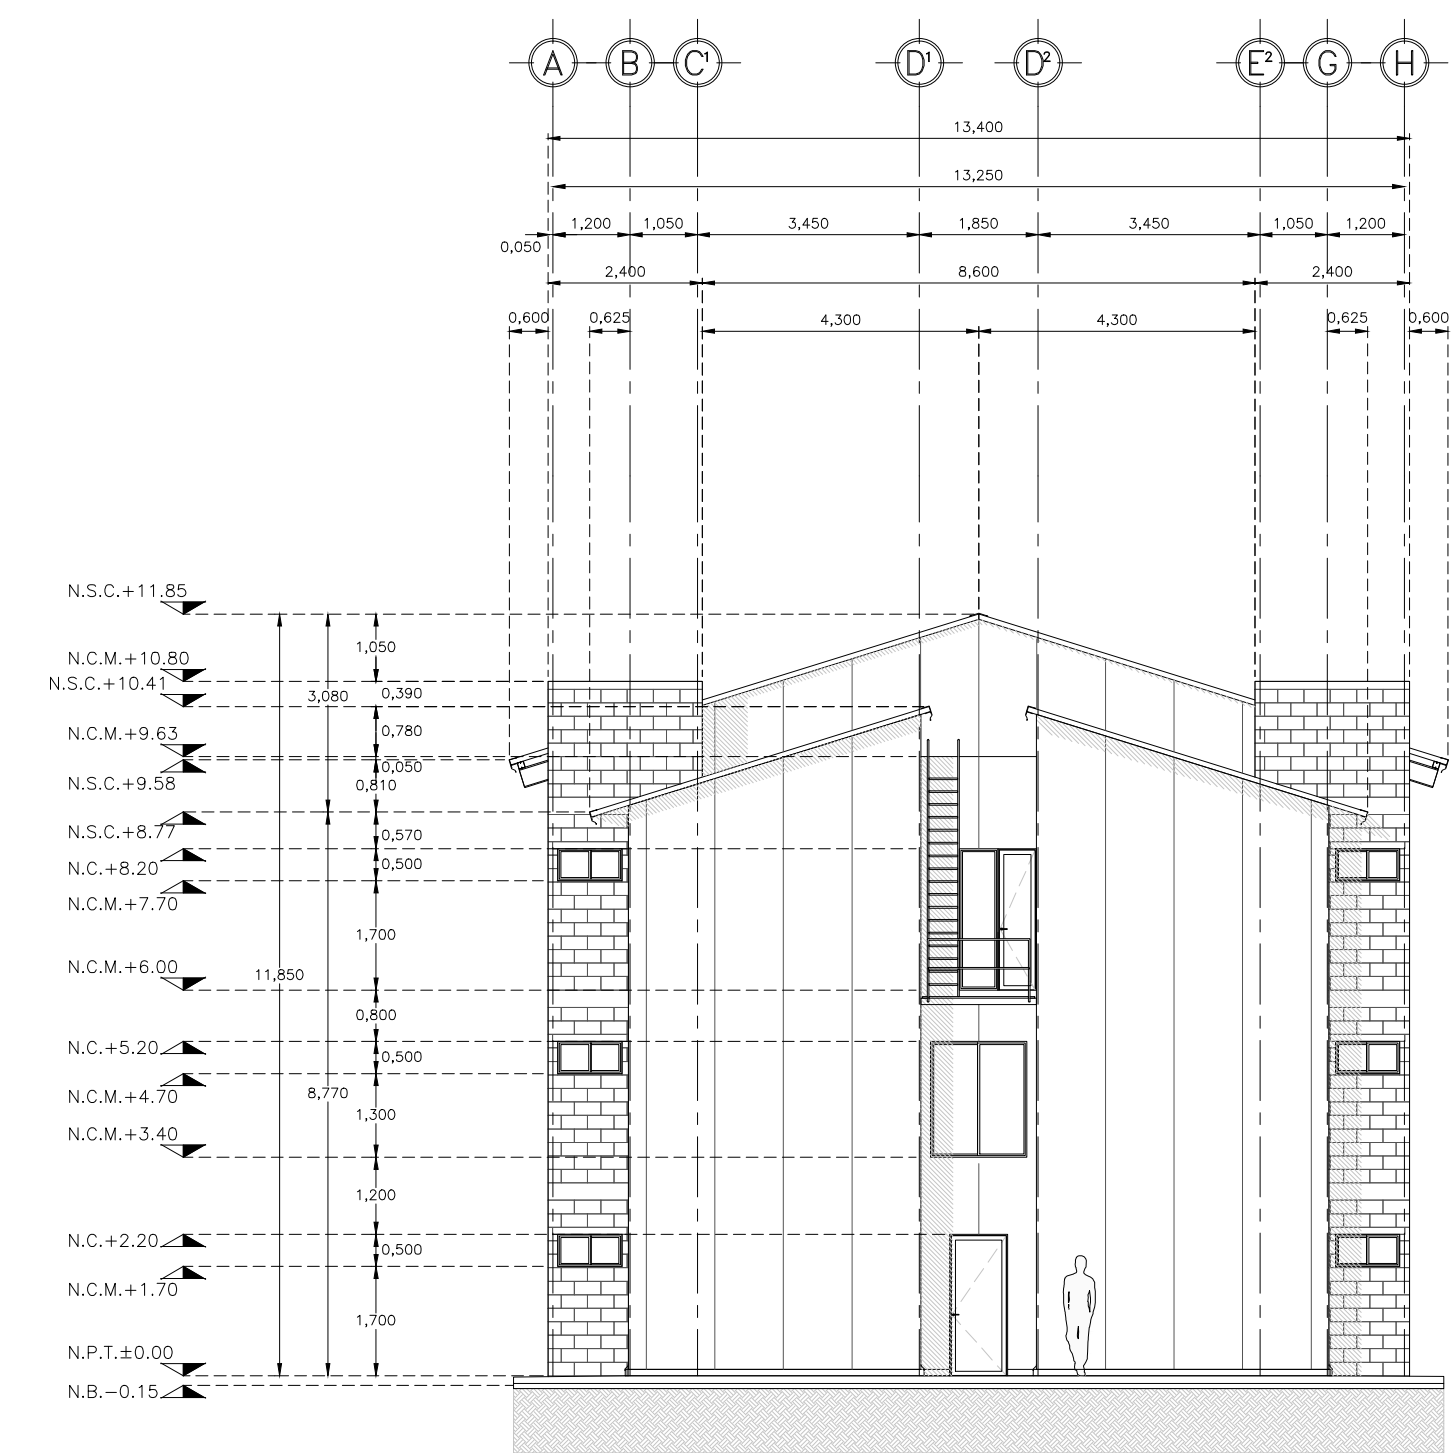 A B C¹ D¹ D² E² G H
13,400
13,250
1,200 1,050 3,450 1,850 3,450 1,050 1,200
0,050
2,400 8,600 2,400
0,600 0,625 4,300 4,300 0,625 0,600
N.S.C.+11.85
1,050
N.C.M.+10.80
N.S.C.+10.41
3,080 0,390
N.C.M.+9.63 0,780
0,050
N.S.C.+9.58 0,810
N.S.C.+8.77 0,570
N.C.+8.20 0,500
N.C.M.+7.70
1,700
N.C.M.+6.00
11,850
0,800
N.C.+5.20
0,500
N.C.M.+4.70 8,770
1,300
N.C.M.+3.40
1,200
N.C.+2.20
0,500
N.C.M.+1.70
1,700
N.P.T.±0.00
N.B.−0.15